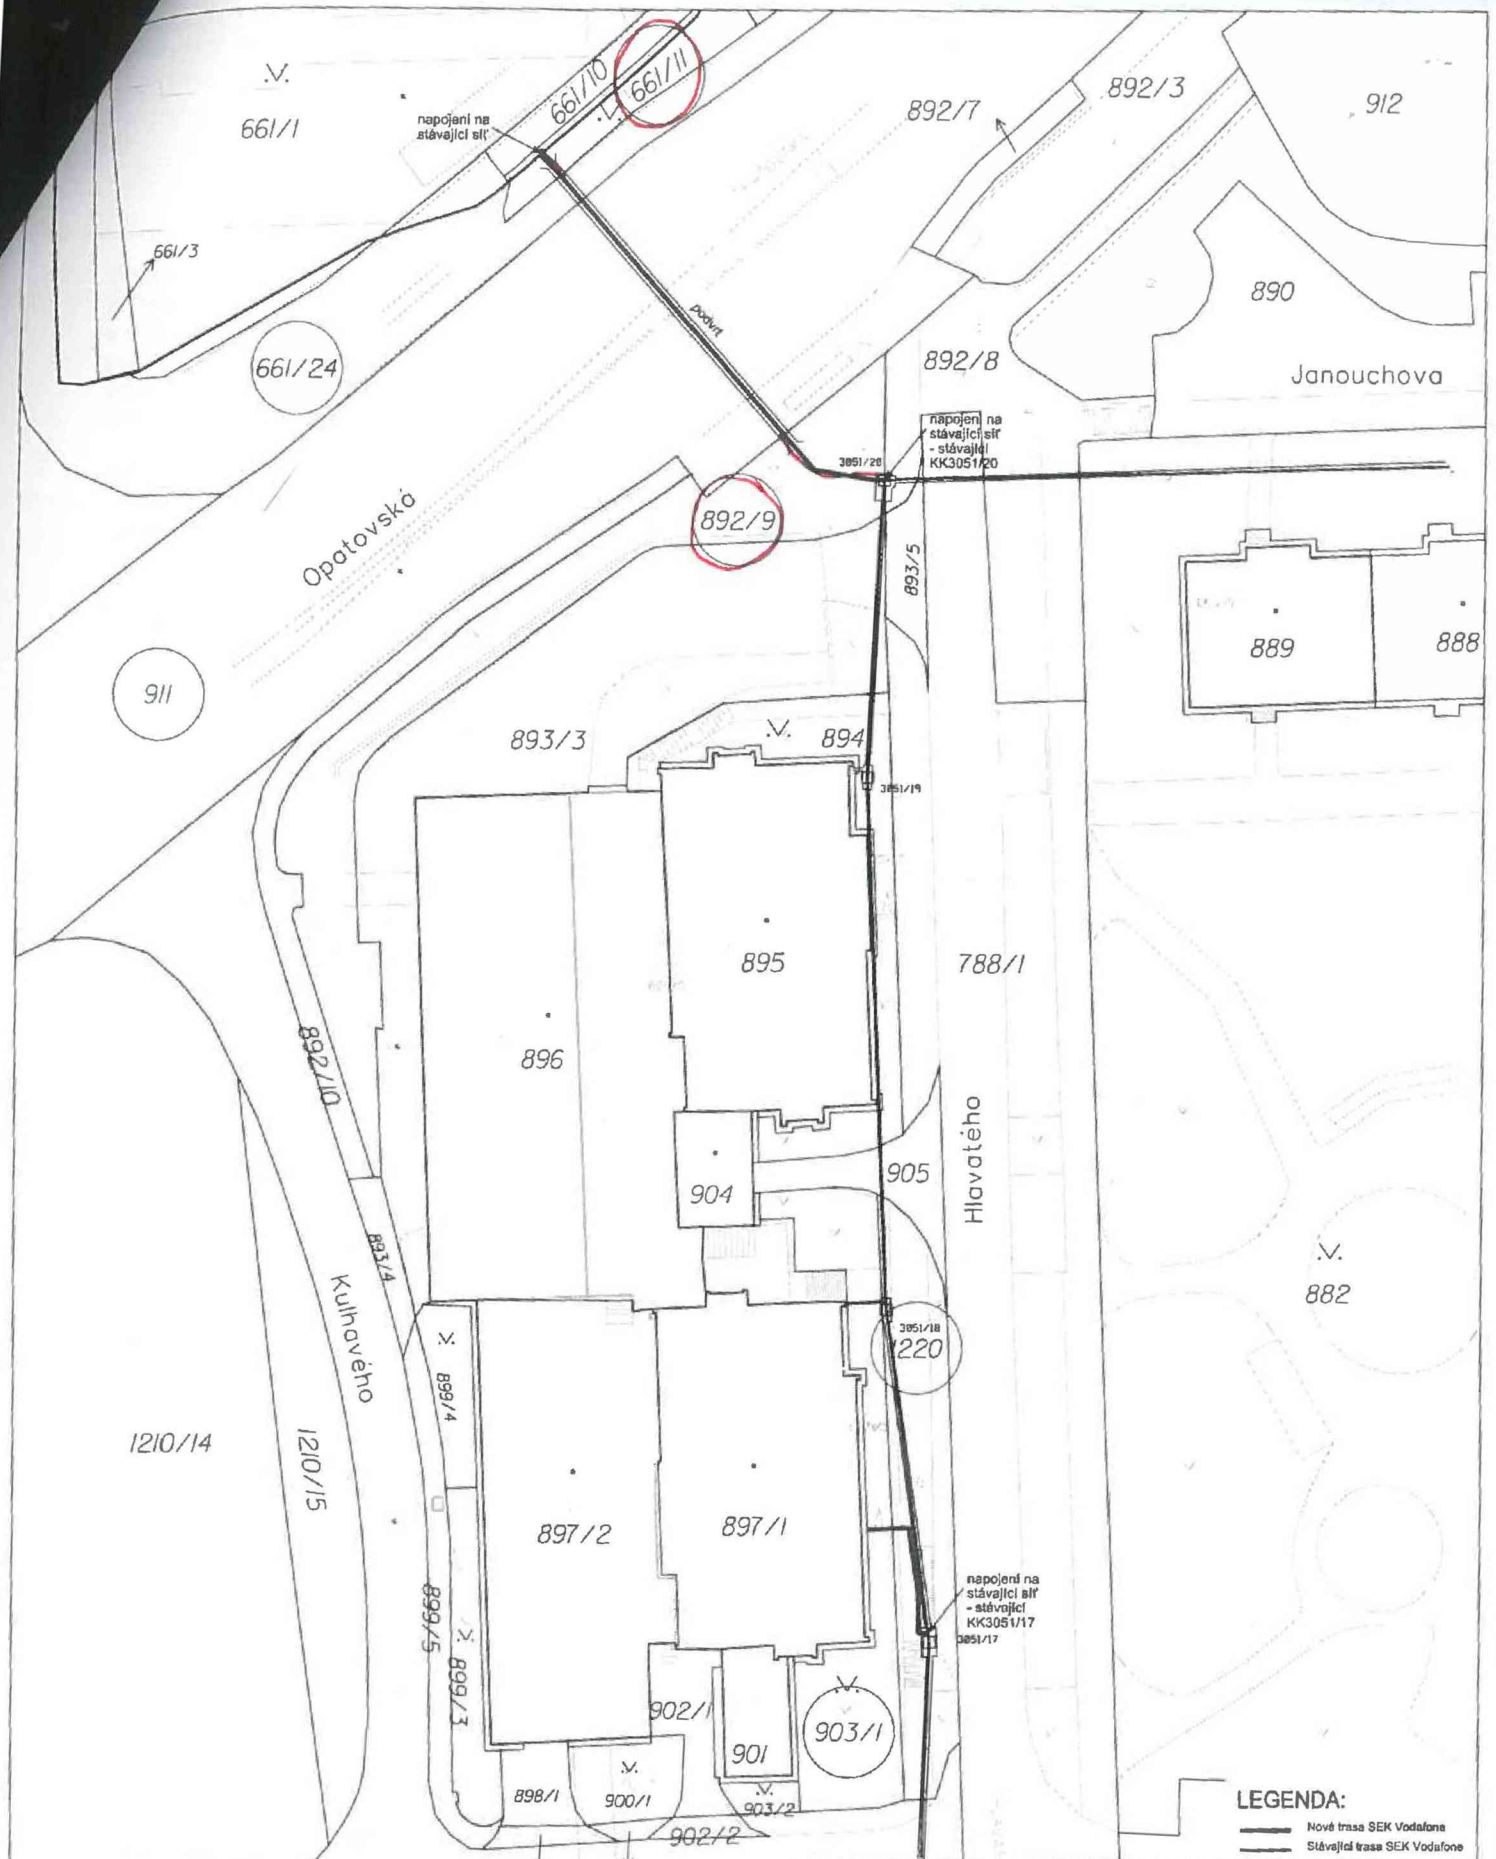 661/10
661/11
.V.
661/1
napojení na
stávající síť
892/7
892/3
912
661/3
890
podvrt
661/24
892/8
Janouchova
napojení na
stávající síť
- stávající
KK3051/20
3051/20
892/9
Opatovská
893/5
889
888
911
893/3
.V.
894
3051/19
895
788/1
896
892/10
904
905
Hlavatého
893/4
Kulhavého
.V.
882
3051/18
1220
V.
899/4
1210/14
1210/15
897/2
897/1
napojení na
stávající síť
- stávající
KK3051/17
3051/17
899/5
.V.
899/3
902/1
.V.
903/1
901
.V.
898/1
900/1
.V.
903/2
902/2
LEGENDA:
Nová trasa SEK Vodafone
Stávající trasa SEK Vodafone